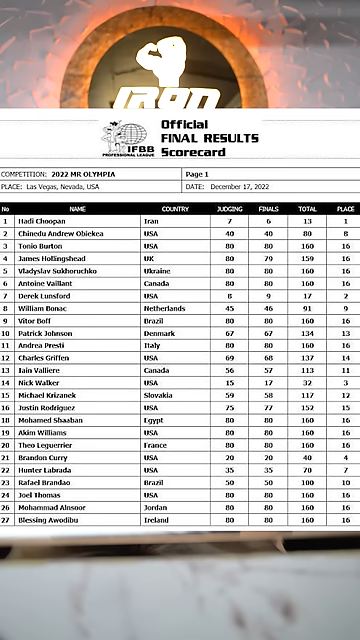 IRON
Official
FINAL RESULTS
Scorecard
IFBB
PROFESSIONAL LEAGUE
COMPETITION: 2022 MR OLYMPIA Page 1
PLACE: Las Vegas, Nevada, USA DATE: December 17, 2022
No NAME COUNTRY JUDGING FINALS TOTAL PLACE
1 Hadi Choopan Iran 7 6 13 1
2 Chinedu Andrew Obiekea USA 40 40 80 8
3 Tonio Burton USA 80 80 160 16
4 James Hollingshead UK 80 79 159 16
5 Vladyslav Sukhoruchko Ukraine 80 80 160 16
6 Antoine Vaillant Canada 80 80 160 16
7 Derek Lunsford USA 8 9 17 2
8 William Bonac Netherlands 45 46 91 9
9 Vitor Boff Brazil 80 80 160 16
10 Patrick Johnson Denmark 67 67 134 13
11 Andrea Presti Italy 80 80 160 16
12 Charles Griffen USA 69 68 137 14
13 Iain Valliere Canada 56 57 113 11
14 Nick Walker USA 15 17 32 3
15 Michael Krizanek Slovakia 59 58 117 12
16 Justin Rodriguez USA 75 77 152 15
18 Mohamed Shaaban Egypt 80 80 160 16
19 Akim Williams USA 80 80 160 16
20 Theo Leguerrier France 80 80 160 16
21 Brandon Curry USA 20 20 40 4
22 Hunter Labrada USA 35 35 70 7
23 Rafael Brandao Brazil 50 50 100 10
24 Joel Thomas USA 80 80 160 16
26 Mohammad Alnsoor Jordan 80 80 160 16
27 Blessing Awodibu Ireland 80 80 160 16